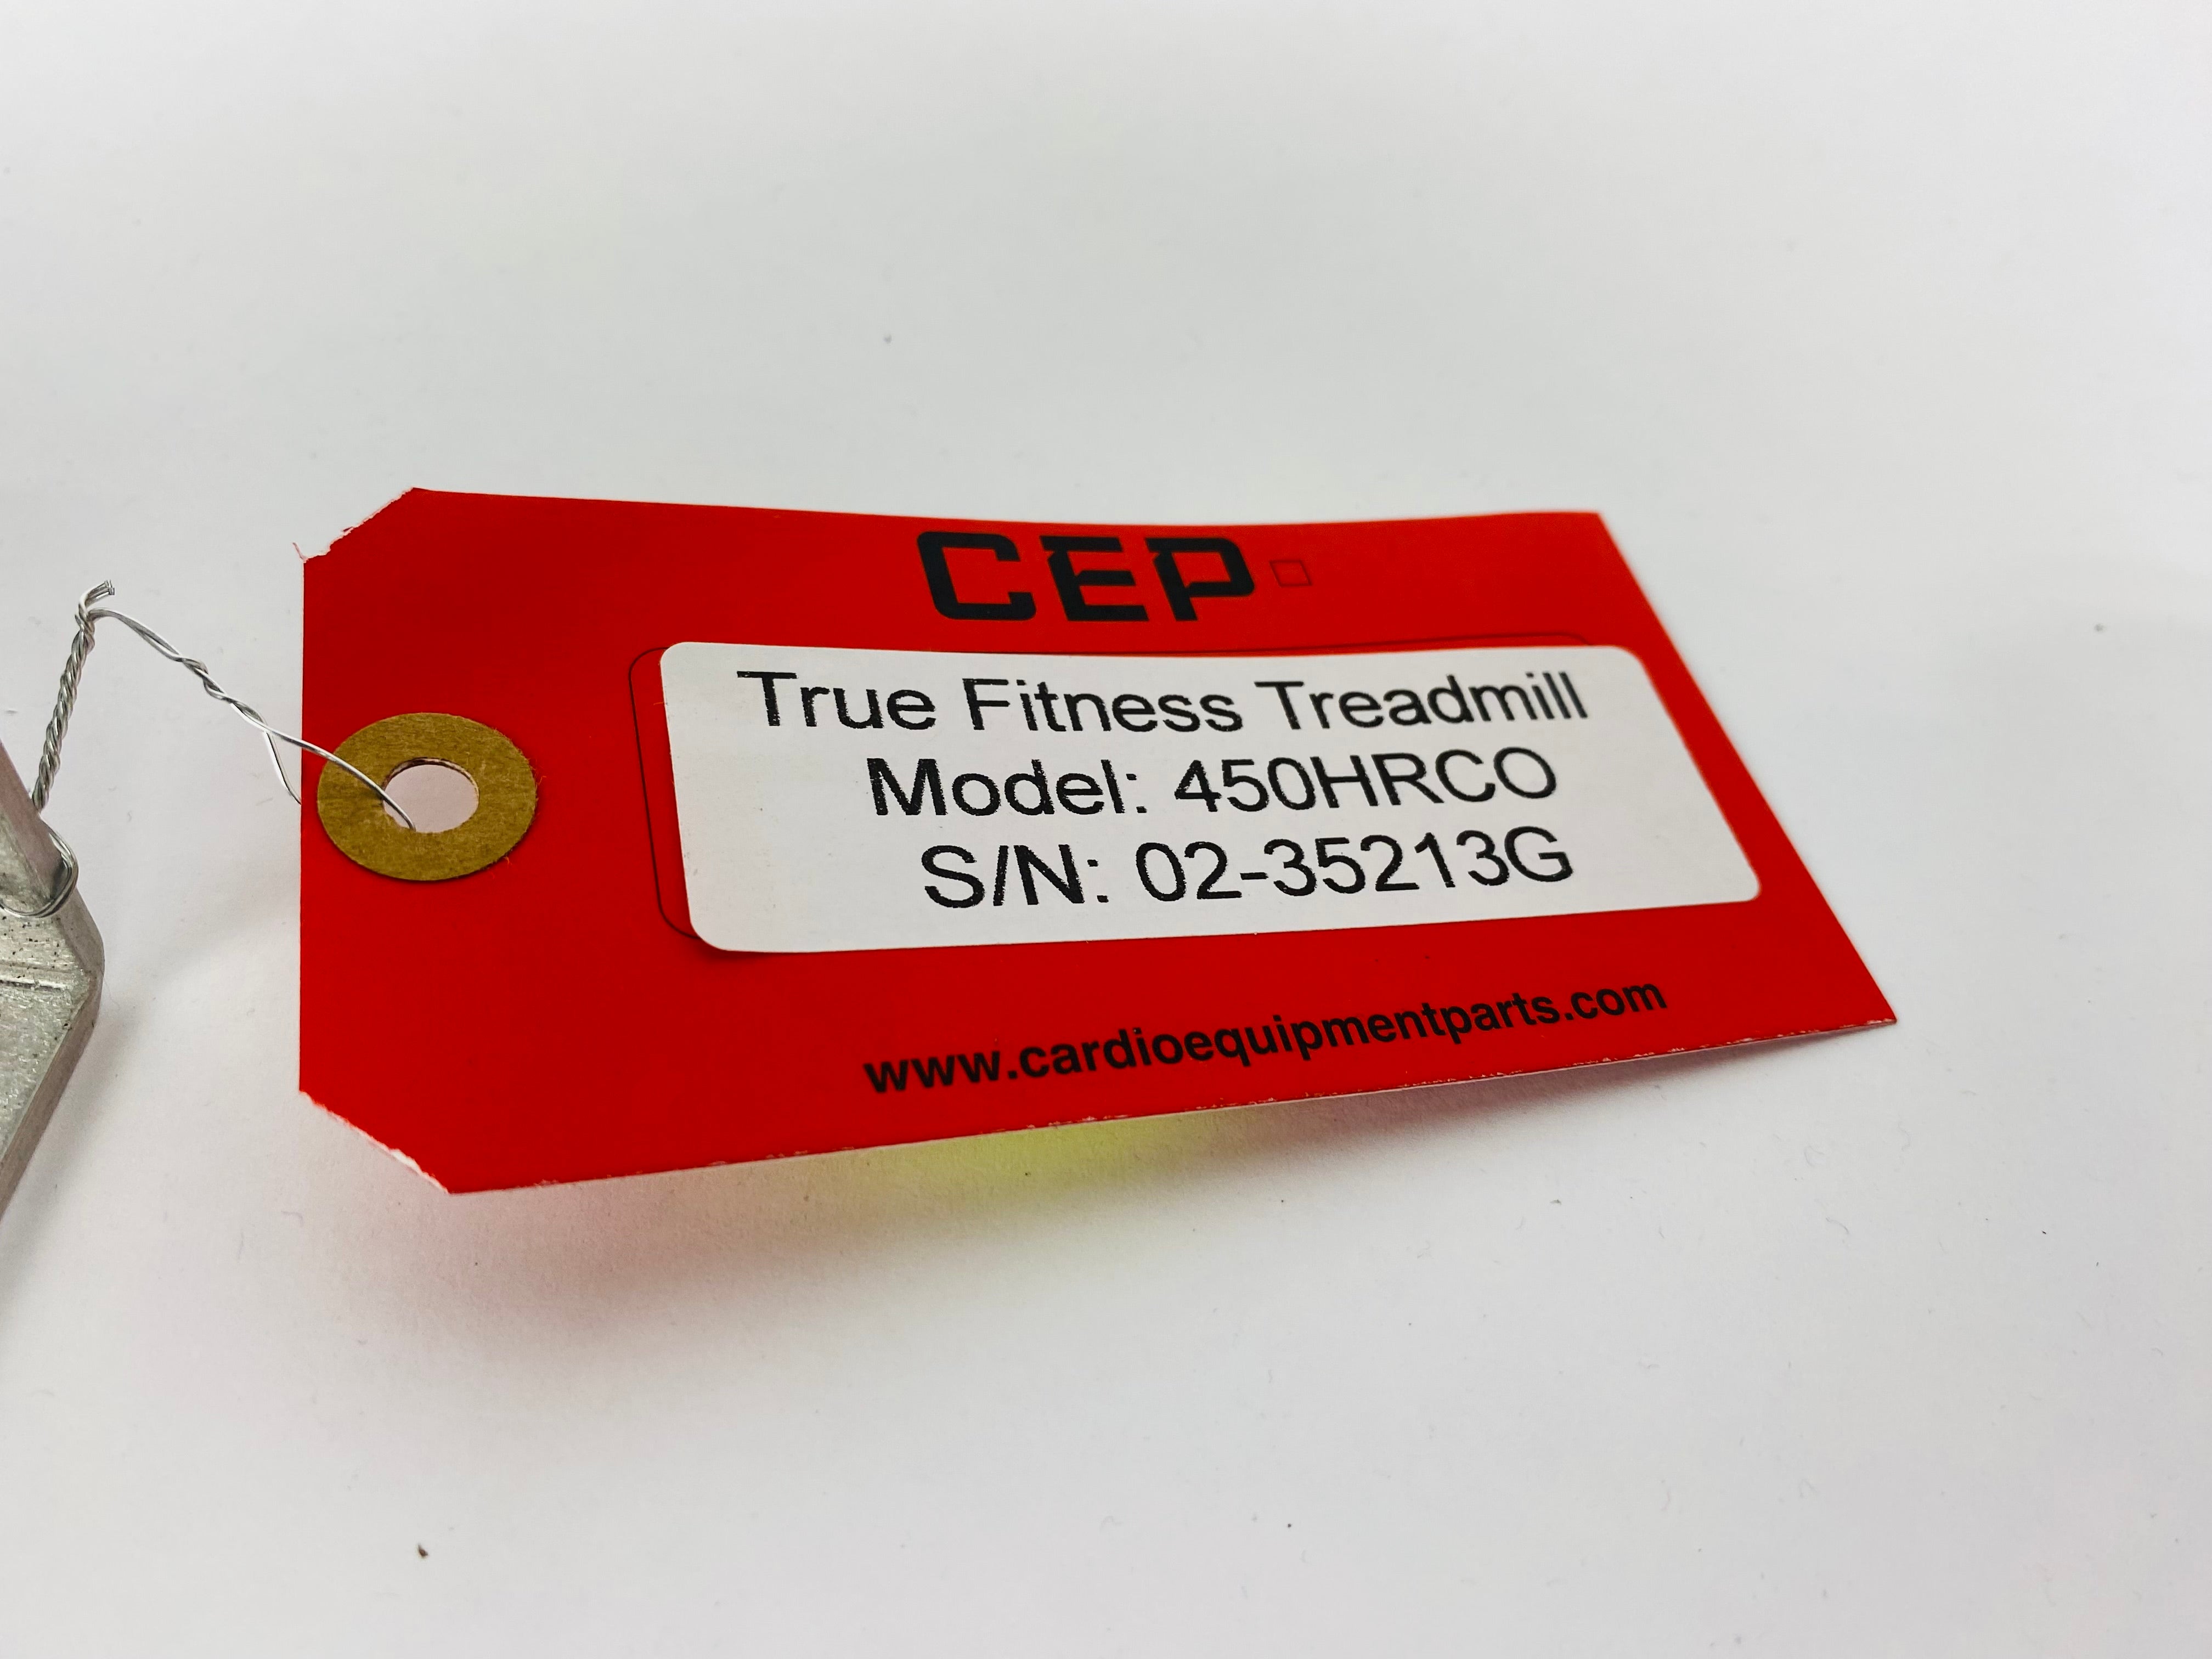 CEP
True Fitness Treadmill
Model: 450HRCO
S/N: 02-35213G
www.cardioequipmentparts.com